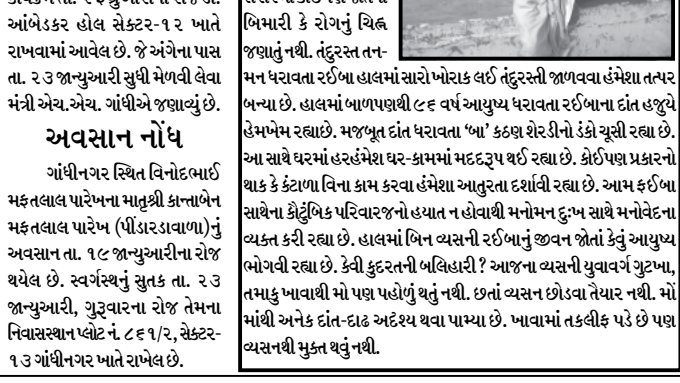 આંબેડકર હોલ સેક્ટર-૧૨ ખાતે
રાખવામાં આવેલ છે. જે અંગેના પાસ
તા. ૨૩ જાન્યુઆરી સુધી મેળવી લેવા
મંત્રી એચ.એચ. ગાંધીએ જણાવ્યું છે.
અવસાન નોંધ
ગાંધીનગર સ્થિત વિનોદભાઈ
મફતલાલ પારેખના માતૃશ્રી કાન્તાબેન
મફતલાલ પારેખ (પીંડારડાવાળા)નું
અવસાન તા. ૧૯ જાન્યુઆરીના રોજ
થયેલ છે. સ્વર્ગસ્થનું સુતક તા. ૨૩
જાન્યુઆરી, ગુરૂવારના રોજ તેમના
નિવાસસ્થાન પ્લોટ નં. ૮૬૧/૨, સેક્ટર-
૧૩ ગાંધીનગર ખાતે રાખેલ છે.
બિમારી કે રોગનું ચિહ્ન
જણાતું નથી. તંદુરસ્ત તન-
મન ધરાવતા રઈબા હાલમાં સારો ખોરાક લઈ તંદુરસ્તી જાળવવા હંમેશા તત્પર
બન્યા છે. હાલમાં બાળપણથી ૯૬ વર્ષ આયુષ્ય ધરાવતા રઈબાના દાંત હજુયે
હેમખેમ રહ્યાછે. મજબૂત દાંત ધરાવતા ‘બા’ કઠણ શેરડીનો ડંકો ચૂસી રહ્યા છે.
આ સાથે ઘરમાં હરહંમેશ ઘર-કામમાં મદદરૂપ થઈ રહ્યા છે. કોઈપણ પ્રકારનો
થાક કે કંટાળા વિના કામ કરવા હંમેશા આતુરતા દર્શાવી રહ્યા છે. આમ ફઈબા
સાથેના કૌટુંબિક પરિવારજનો હયાત ન હોવાથી મનોમન દુઃખ સાથે મનોવેદના
વ્યક્ત કરી રહ્યા છે. હાલમાં બિન વ્યસની રઈબાનું જીવન જોતાં કેવું આયુષ્ય
ભોગવી રહ્યા છે. કેવી કુદરતની બલિહારી ? આજના વ્યસની યુવાવર્ગ ગુટખા,
તમાકુ ખાવાથી મો પણ પહોળું થતું નથી. છતાં વ્યસન છોડવા તૈયાર નથી. મોં
માંથી અનેક દાંત-દાઢ અદૃશ્ય થવા પામ્યા છે. ખાવામાં તકલીફ પડે છે પણ
વ્યસનથી મુક્ત થવું નથી.